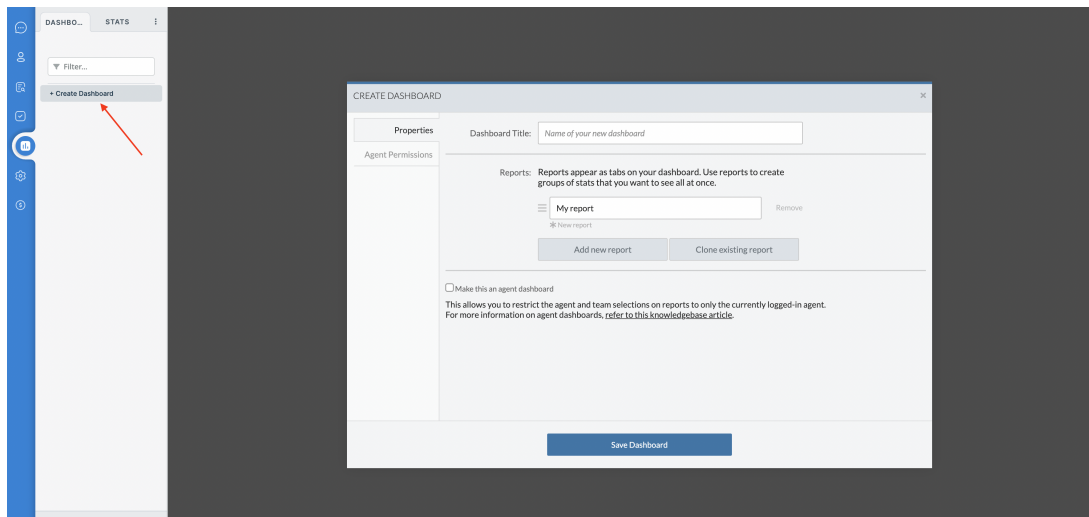 DASHBO...
STATS
Filter...
+ Create Dashboard
CREATE DASHBOARD
×
Properties
Agent Permissions
Dashboard Title:
Name of your new dashboard
Reports:
Reports appear as tabs on your dashboard. Use reports to create
groups of stats that you want to see all at once.
My report
Remove
✱ New report
Add new report
Clone existing report
Make this an agent dashboard
This allows you to restrict the agent and team selections on reports to only the currently logged-in agent.
For more information on agent dashboards, refer to this knowledgebase article.
Save Dashboard